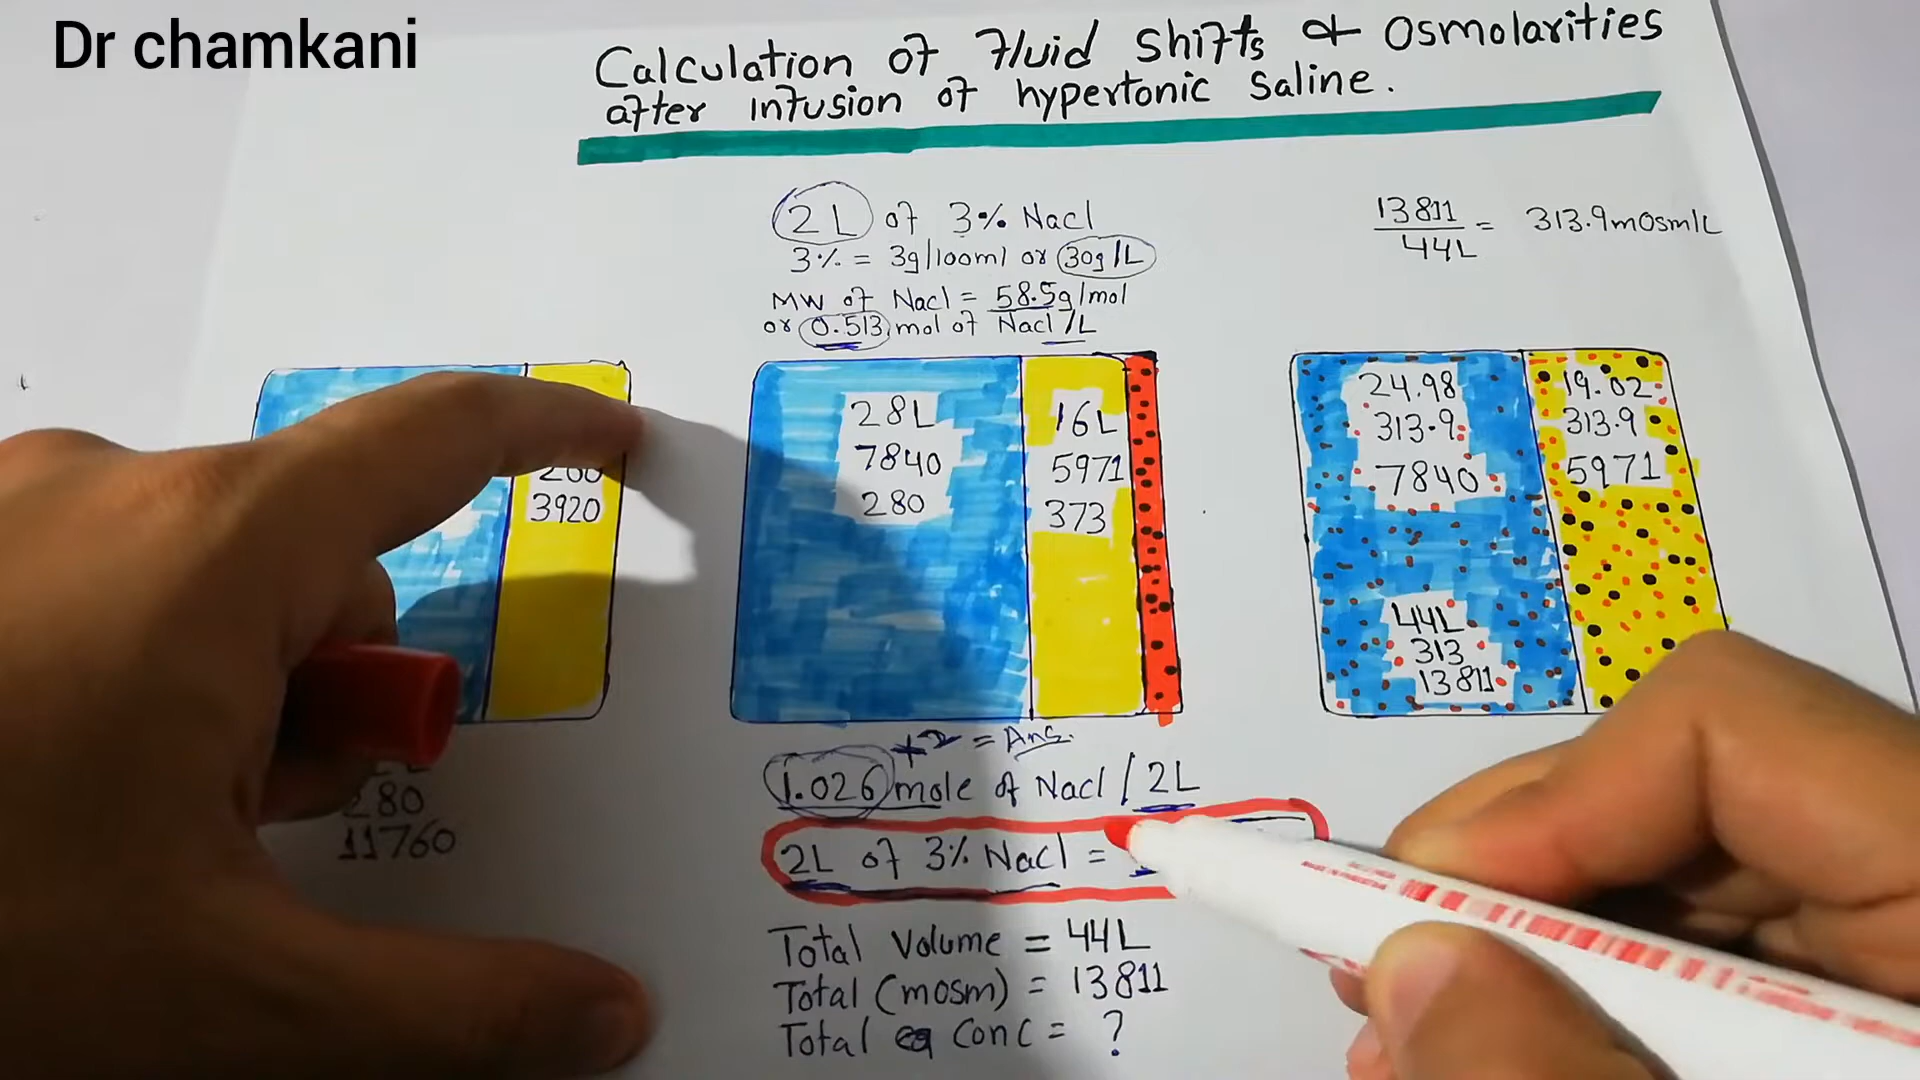 Dr chamkani
Calculation of Fluid Shifts & Osmolarities
after infusion of hypertonic Saline.
2L of 3% Nacl
3% = 3g/100ml or 30g/L
MW of Nacl = 58.5g/mol
or 0.513 mol of Nacl/L
13811
44L
= 313.9mOsm/L
3920
280
11760
28L
7840
280
16L
5971
373
24.98
313.9
7840
44L
313
13811
19.02
313.9
5971
×2 = Ans.
1.026 mole of Nacl / 2L
2L of 3% Nacl =
Total Volume = 44L
Total (mosm) = 13811
Total eq Conc = ?